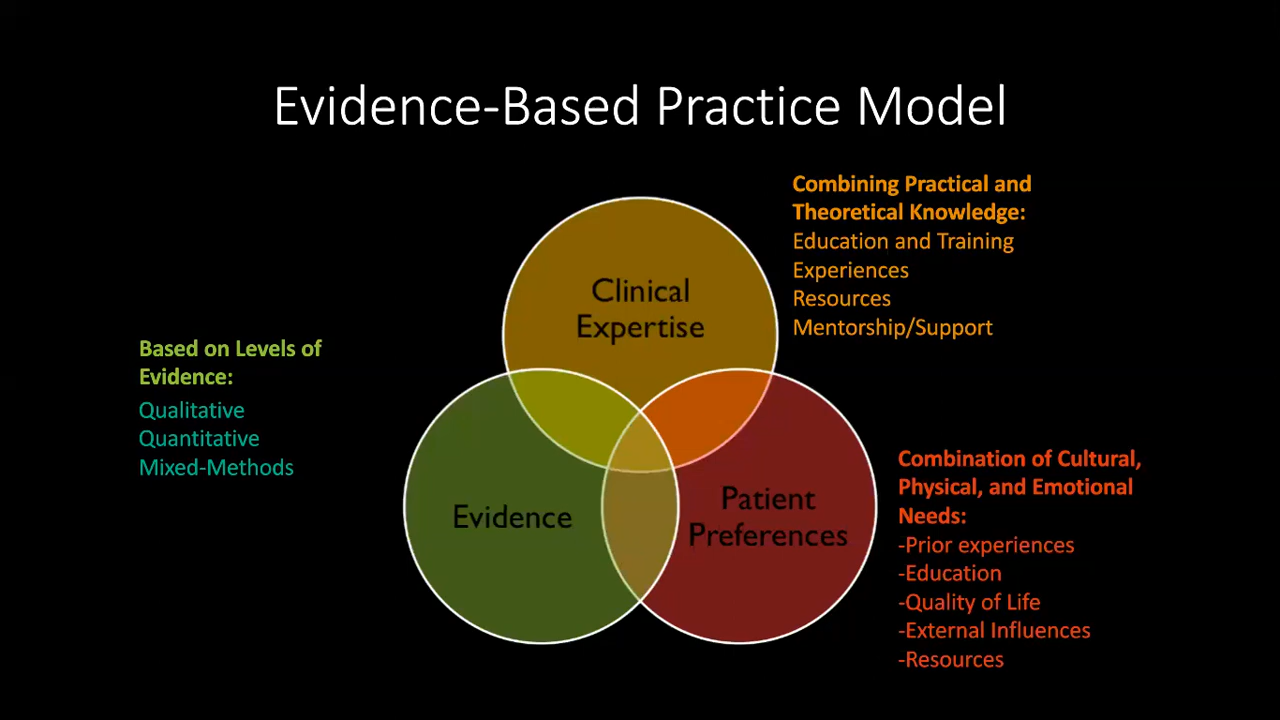 Evidence-Based Practice Model
Combining Practical and
Theoretical Knowledge:
Education and Training
Experiences
Resources
Mentorship/Support
Clinical
Expertise
Based on Levels of
Evidence:
Qualitative
Quantitative
Mixed-Methods
Evidence
Patient
Preferences
Combination of Cultural,
Physical, and Emotional
Needs:
-Prior experiences
-Education
-Quality of Life
-External Influences
-Resources